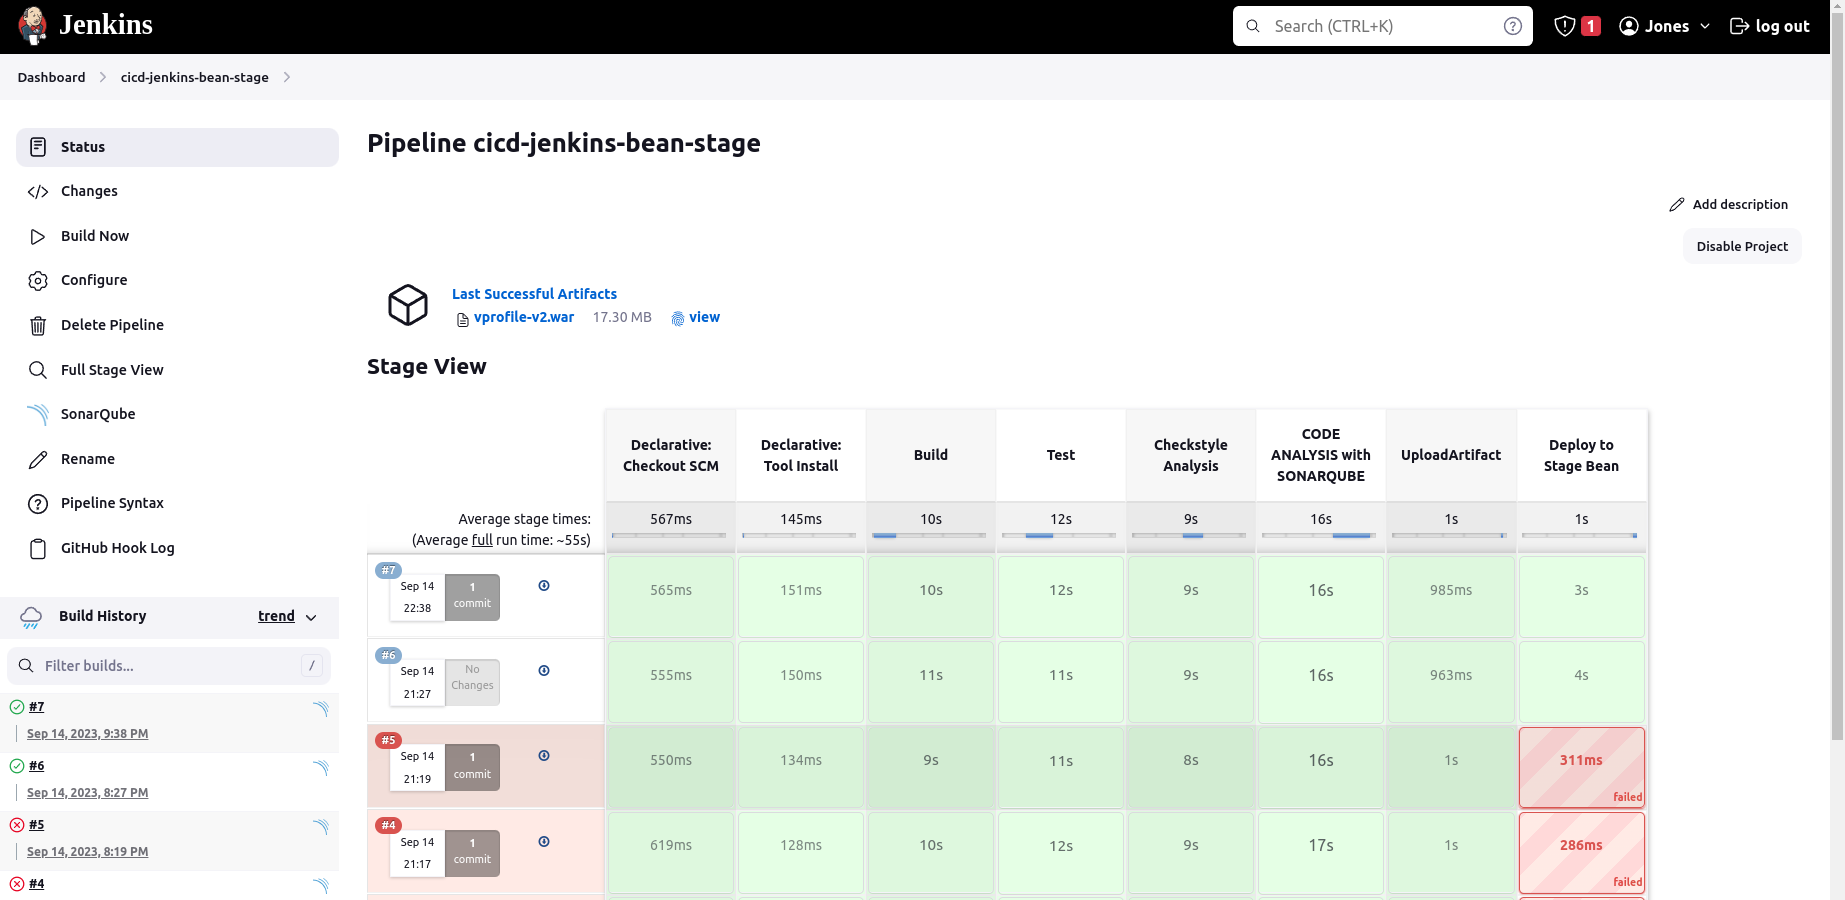 Jenkins
Search (CTRL+K)
1
Jones
log out
Dashboard
cicd-jenkins-bean-stage
Status
Changes
Build Now
Configure
Delete Pipeline
Full Stage View
SonarQube
Rename
Pipeline Syntax
GitHub Hook Log
Build History
trend
Filter builds...
/
#7
Sep 14, 2023, 9:38 PM
#6
Sep 14, 2023, 8:27 PM
#5
Sep 14, 2023, 8:19 PM
#4
Pipeline cicd-jenkins-bean-stage
Add description
Disable Project
Last Successful Artifacts
vprofile-v2.war 17.30 MB view
Stage View
Declarative: Checkout SCM
Declarative: Tool Install
Build
Test
Checkstyle Analysis
CODE ANALYSIS with SONARQUBE
UploadArtifact
Deploy to Stage Bean
Average stage times:
(Average full run time: ~55s)
567ms 145ms 10s 12s 9s 16s 1s 1s
#7
Sep 14
22:38
1
commit
565ms 151ms 10s 12s 9s 16s 985ms 3s
#6
Sep 14
21:27
No
Changes
555ms 150ms 11s 11s 9s 16s 963ms 4s
#5
Sep 14
21:19
1
commit
550ms 134ms 9s 11s 8s 16s 1s 311ms
failed
#4
Sep 14
21:17
1
commit
619ms 128ms 10s 12s 9s 17s 1s 286ms
failed